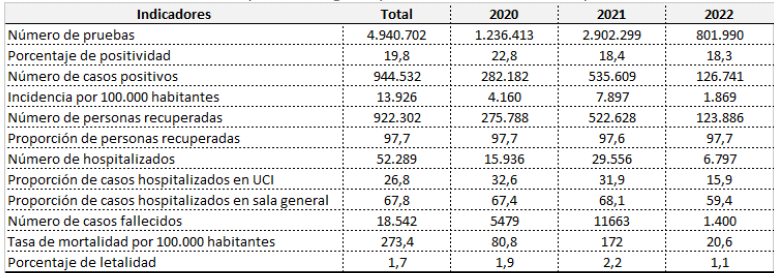 Indicadores Total 2020 2021 2022
Número de pruebas 4.940.702 1.236.413 2.902.299 801.990
Porcentaje de positividad 19,8 22,8 18,4 18,3
Número de casos positivos 944.532 282.182 535.609 126.741
Incidencia por 100.000 habitantes 13.926 4.160 7.897 1.869
Número de personas recuperadas 922.302 275.788 522.628 123.886
Proporción de personas recuperadas 97,7 97,7 97,6 97,7
Número de hospitalizados 52.289 15.936 29.556 6.797
Proporción de casos hospitalizados en UCI 26,8 32,6 31,9 15,9
Proporción de casos hospitalizados en sala general 67,8 67,4 68,1 59,4
Número de casos fallecidos 18.542 5479 11663 1.400
Tasa de mortalidad por 100.000 habitantes 273,4 80,8 172 20,6
Porcentaje de letalidad 1,7 1,9 2,2 1,1